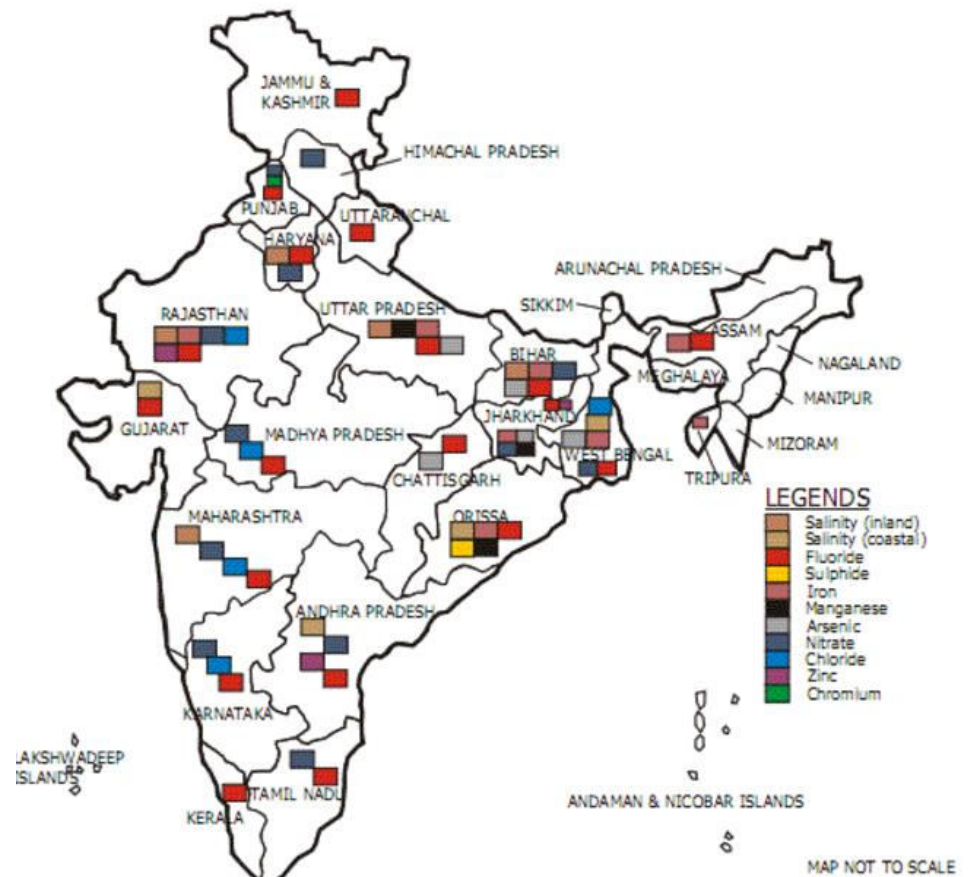 JAMMU &
KASHMIR
HIMACHAL PRADESH
PUNJAB
UTTARANCHAL
HARYANA
ARUNACHAL PRADESH
SIKKIM
RAJASTHAN
UTTAR PRADESH
ASSAM
BIHAR
NAGALAND
MEGHALAYA
MANIPUR
GUJARAT
JHARKHAND
MADHYA PRADESH
MIZORAM
WEST BENGAL
CHATTISGARH
TRIPURA
MAHARASHTRA
ORISSA
LEGENDS
Salinity (inland)
Salinity (coastal)
Fluoride
Sulphide
Iron
Manganese
Arsenic
Nitrate
Chloride
Zinc
Chromium
ANDHRA PRADESH
KARNATAKA
LAKSHWADEEP
ISLANDS
TAMIL NADU
KERALA
ANDAMAN & NICOBAR ISLANDS
MAP NOT TO SCALE